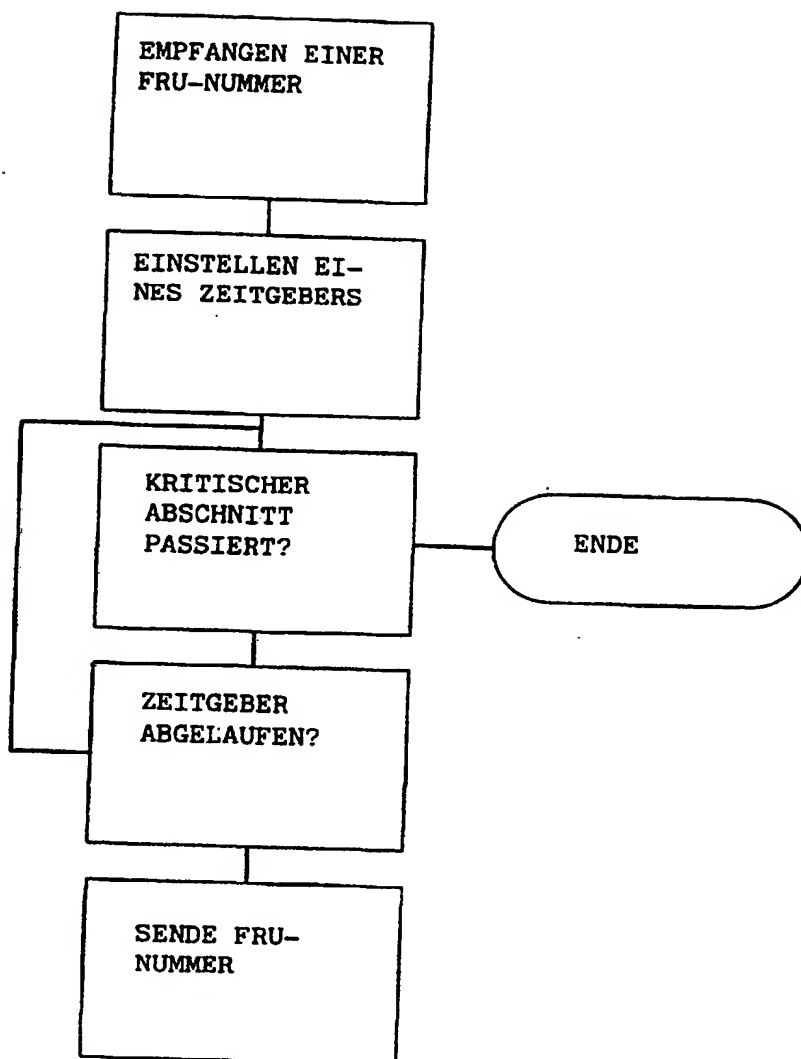 EMPFANGEN EINER
FRU-NUMMER
EINSTELLEN EI-
NES ZEITGEBERS
KRITISCHER
ABSCHNITT
PASSIERT?
ENDE
ZEITGEBER
ABGELAUFEN?
SENDE FRU-
NUMMER